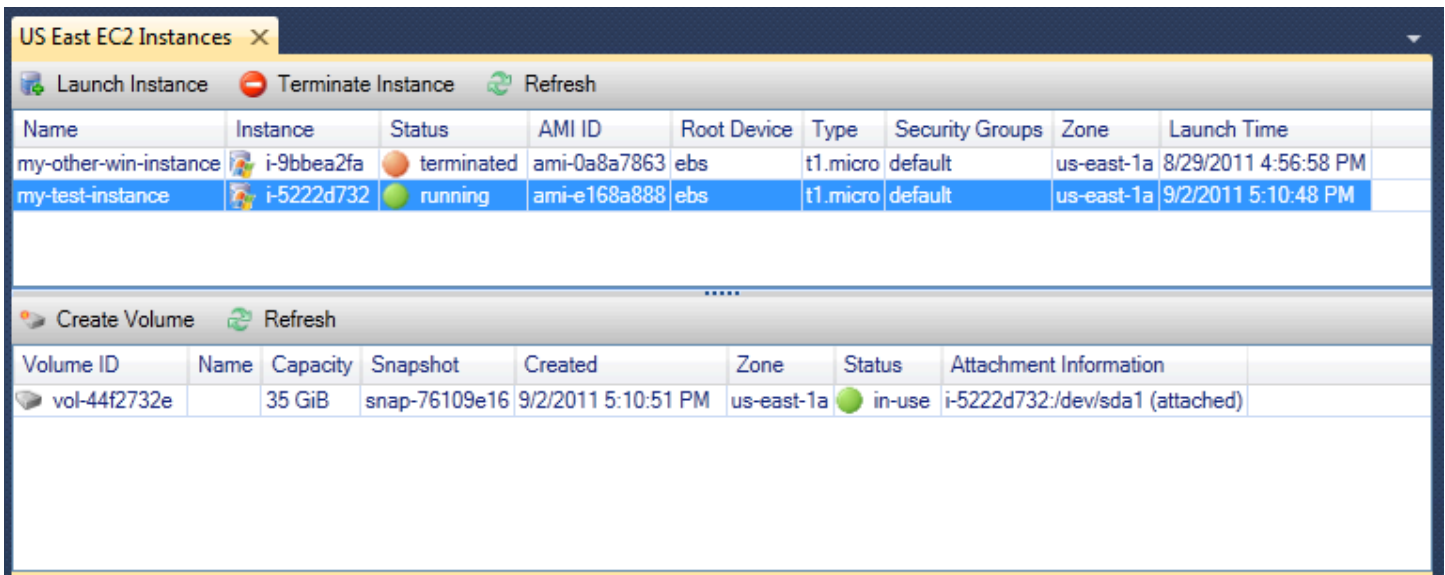 US East EC2 Instances
Launch Instance Terminate Instance Refresh
Name Instance Status AMI ID Root Device Type Security Groups Zone Launch Time
my-other-win-instance i-9bbea2fa terminated ami-0a8a7863 ebs t1.micro default us-east-1a 8/29/2011 4:56:58 PM
my-test-instance i-5222d732 running ami-e168a888 ebs t1.micro default us-east-1a 9/2/2011 5:10:48 PM
Create Volume Refresh
Volume ID Name Capacity Snapshot Created Zone Status Attachment Information
vol-44f2732e 35 GiB snap-76109e16 9/2/2011 5:10:51 PM us-east-1a in-use i-5222d732:/dev/sda1 (attached)